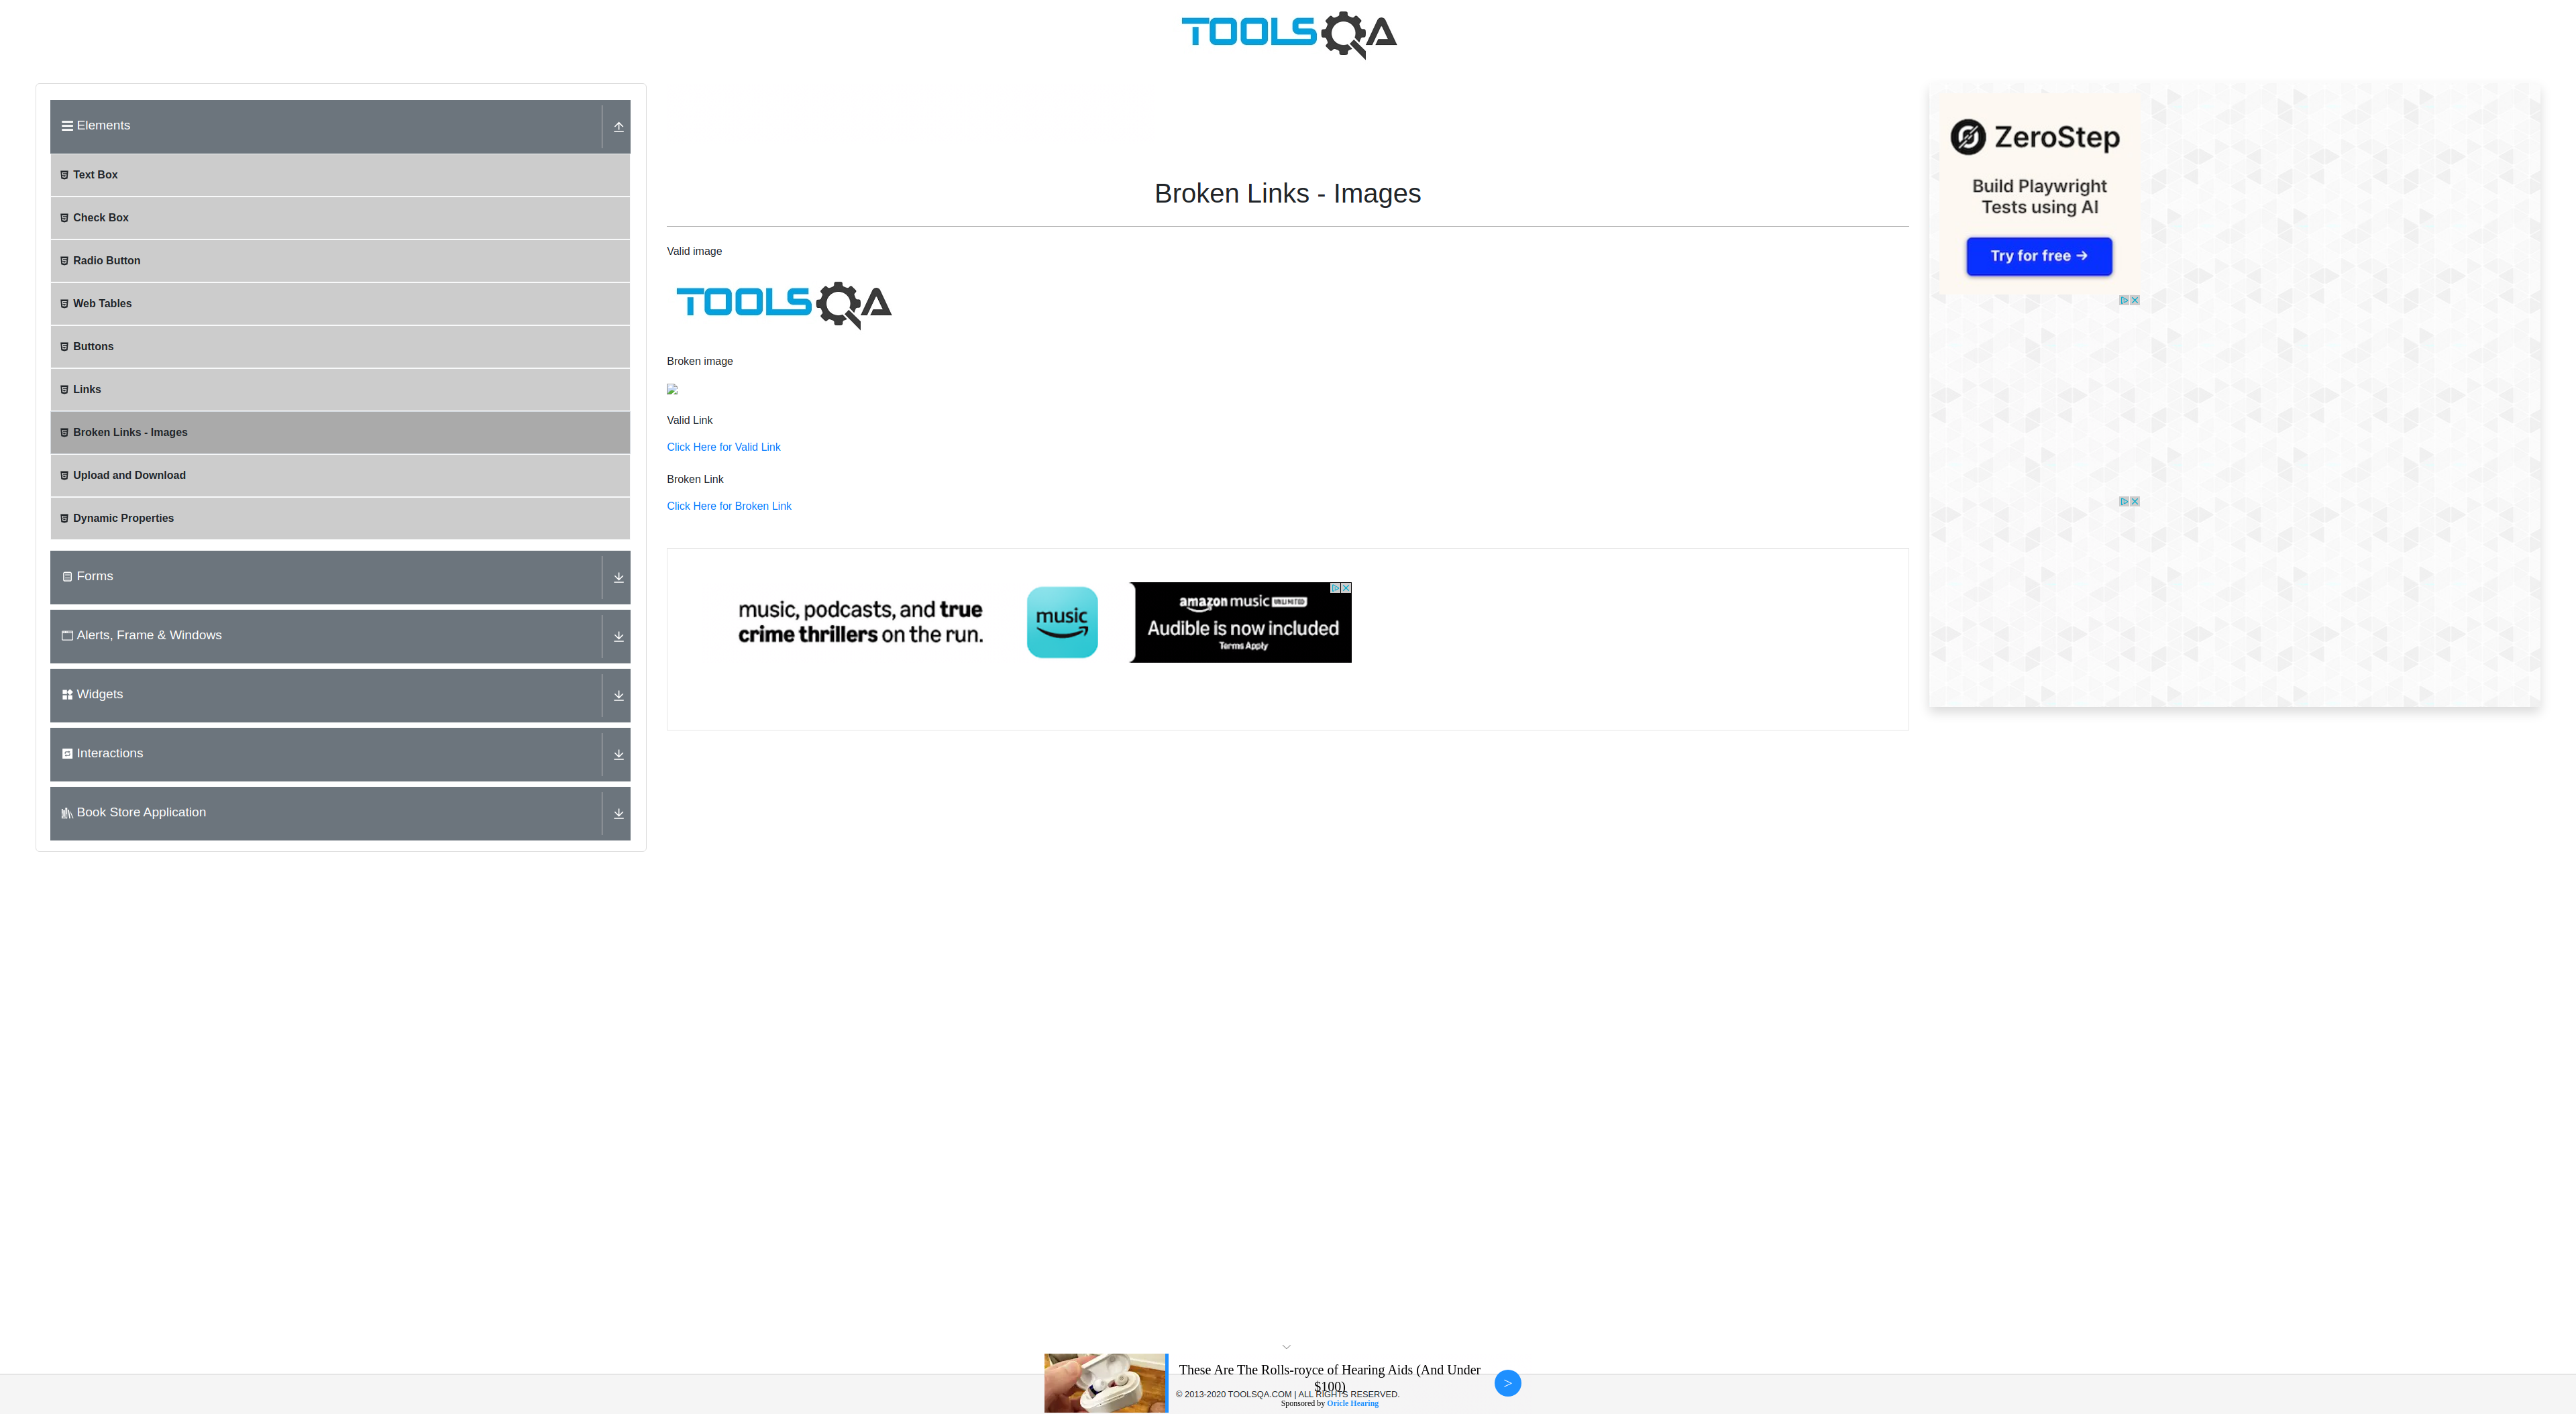 TOOLSQA
Elements
Text Box
Check Box
Radio Button
Web Tables
Buttons
Links
Broken Links - Images
Upload and Download
Dynamic Properties
Forms
Alerts, Frame & Windows
Widgets
Interactions
Book Store Application
Broken Links - Images
Valid image
TOOLSQA
Broken image
Valid Link
Click Here for Valid Link
Broken Link
Click Here for Broken Link
music, podcasts, and true
crime thrillers on the run.
music
amazon music UNLIMITED
Audible is now included
Terms Apply
ZeroStep
Build Playwright
Tests using AI
Try for free →
These Are The Rolls-royce of Hearing Aids (And Under
$100)
© 2013-2020 TOOLSQA.COM | ALL RIGHTS RESERVED.
Sponsored by Oricle Hearing
>